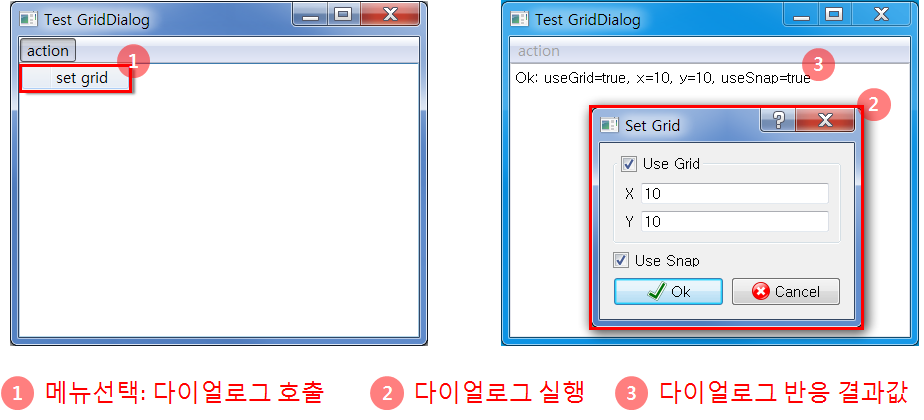 Test GridDialog
action
1
set grid
Test GridDialog
action
3
Ok: useGrid=true, x=10, y=10, useSnap=true
2
Set Grid
?
Use Grid
X 10
Y 10
Use Snap
Ok Cancel
1 메뉴선택: 다이얼로그 호출 2 다이얼로그 실행 3 다이얼로그 반응 결과값